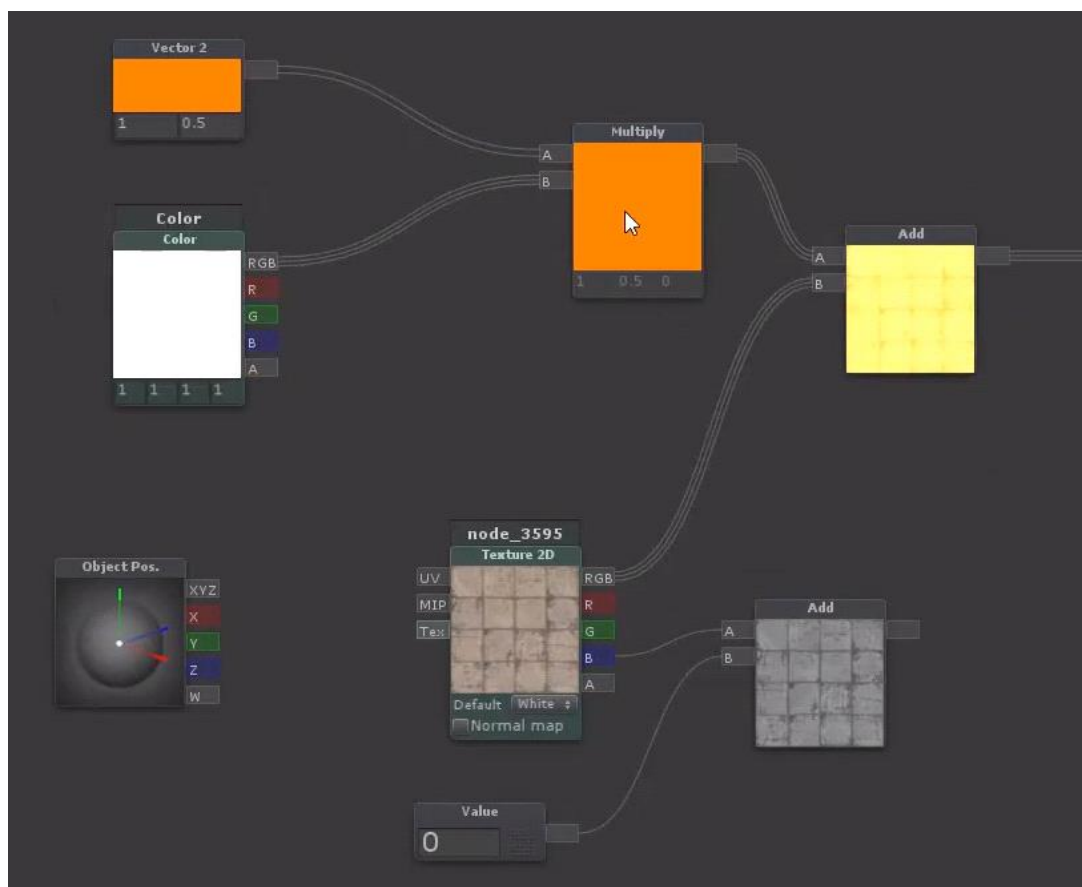 Vector 2
1 0.5
Color
Color
RGB
R
G
B
A
1 1 1 1
Multiply
A
B
1 0.5 0
Add
A
B
node_3595
Texture 2D
UV
MIP
Tex
RGB
R
G
B
A
Default White
Normal map
Object Pos.
XYZ
X
Y
Z
W
Add
A
B
Value
0